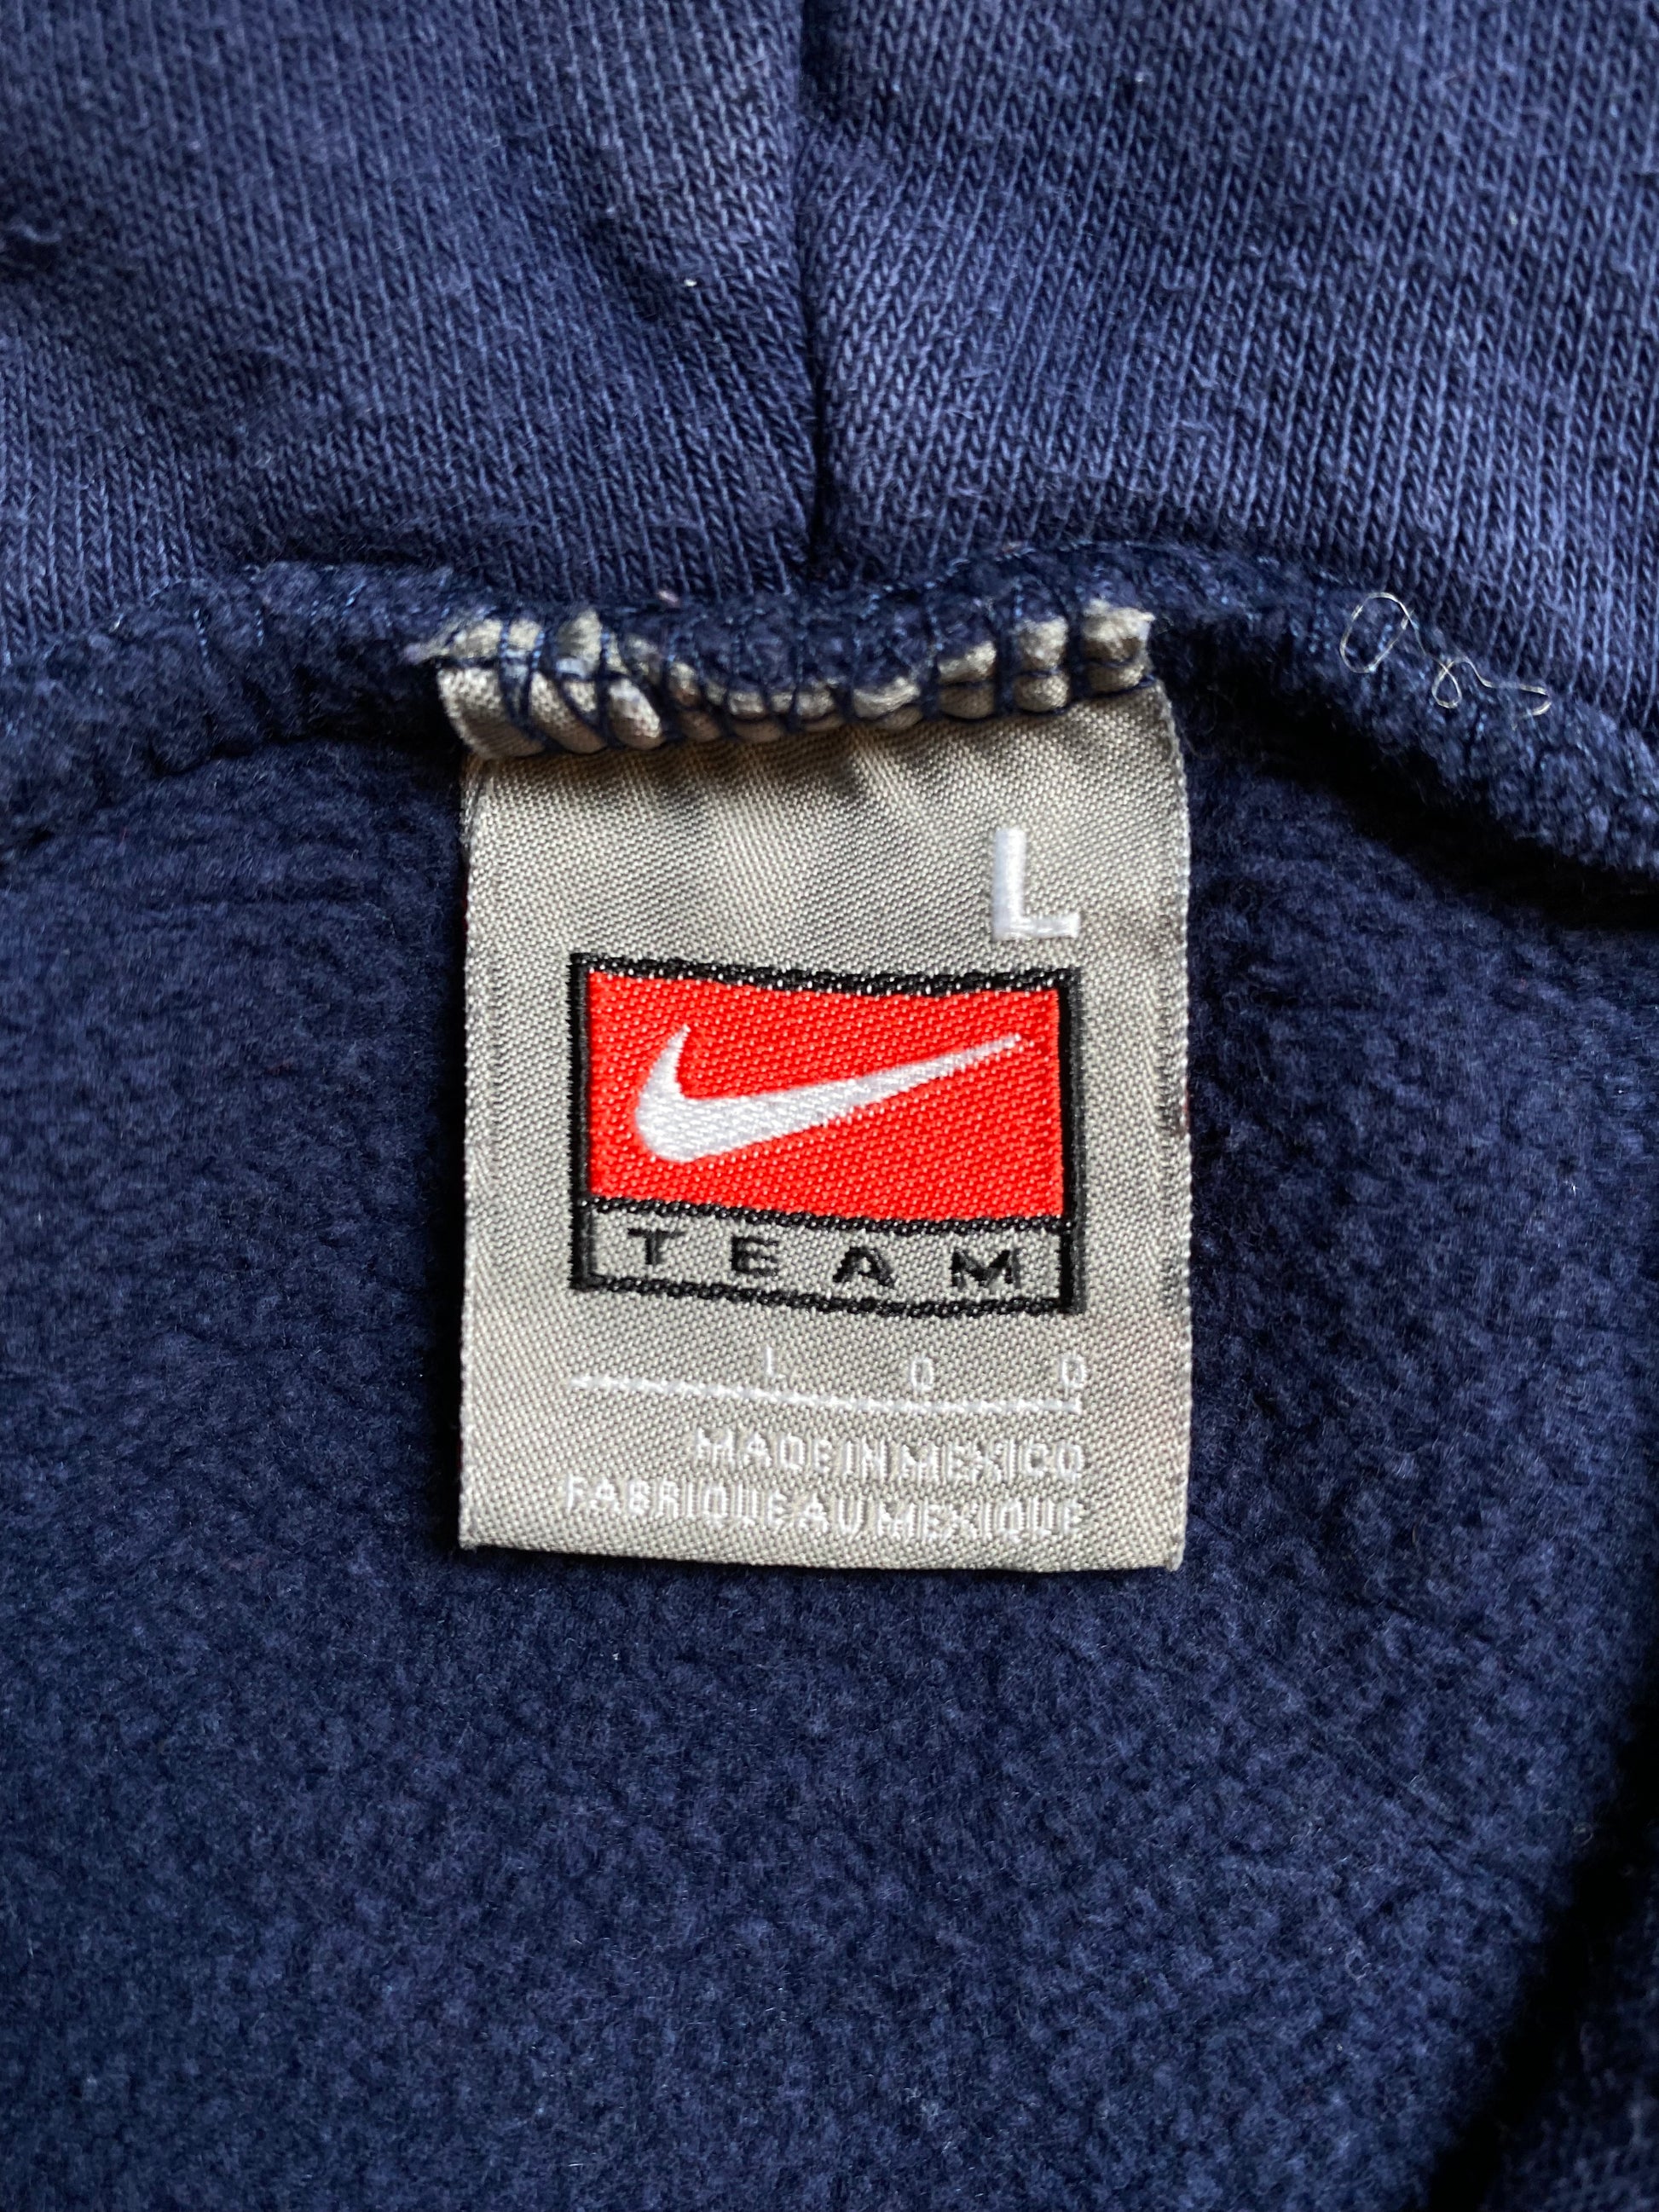 L
TEAM
L O O
MADE IN MEXICO
FABRIQUE AU MEXIQUE